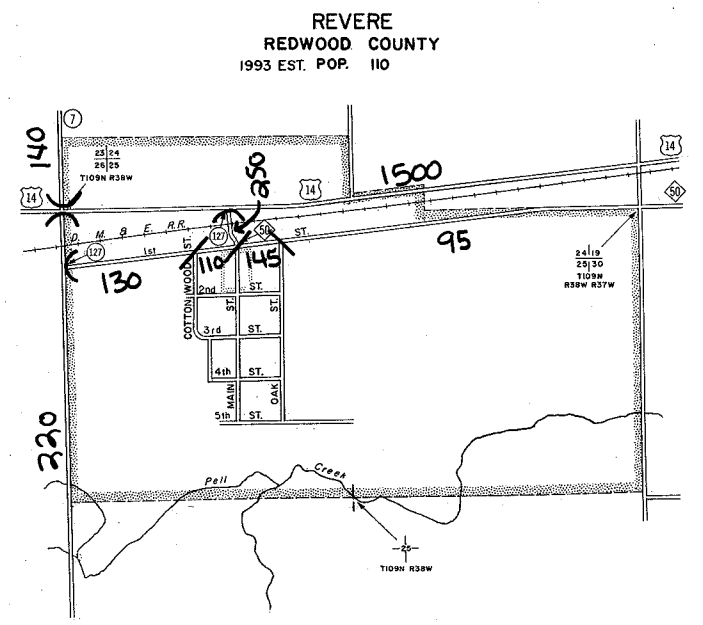 REVERE
REDWOOD COUNTY
1993 EST. POP. 110
7
140
23 24
26 25
T109N R38W
14
250
14
1500
14
50
D. M. & E. R.R.
127
1st
127
50
ST.
95
24 19
25 30
T109N
R38W R37W
130
110
145
COTTON WOOD ST.
2nd
ST.
ST.
ST.
3rd
ST.
4th
ST.
MAIN
OAK
5th
ST.
220
Pell
Creek
25
T109N R38W